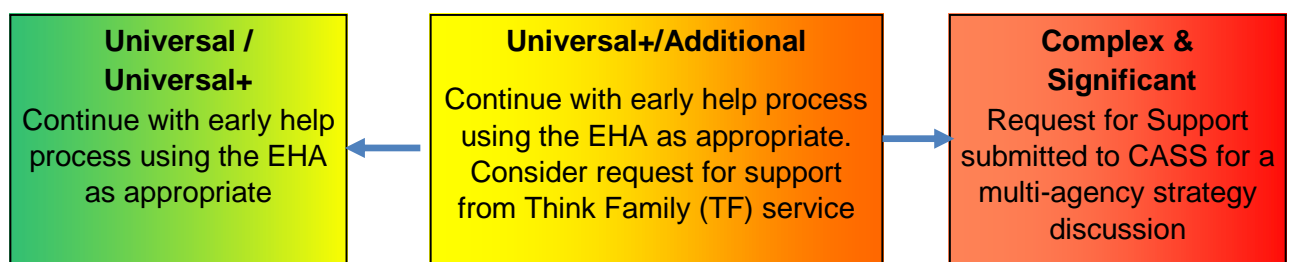 Universal /
Universal+
Continue with early help
process using the EHA
as appropriate
Universal+/Additional
Continue with early help process
using the EHA as appropriate.
Consider request for support
from Think Family (TF) service
Complex &
Significant
Request for Support
submitted to CASS for a
multi-agency strategy
discussion